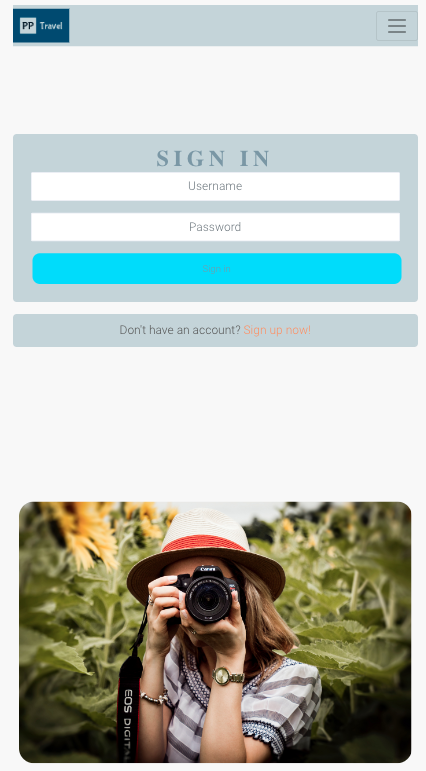 PP Travel
SIGN IN
Username
Password
Sign in
Don't have an account? Sign up now!
Canon
EOS DIGITAL